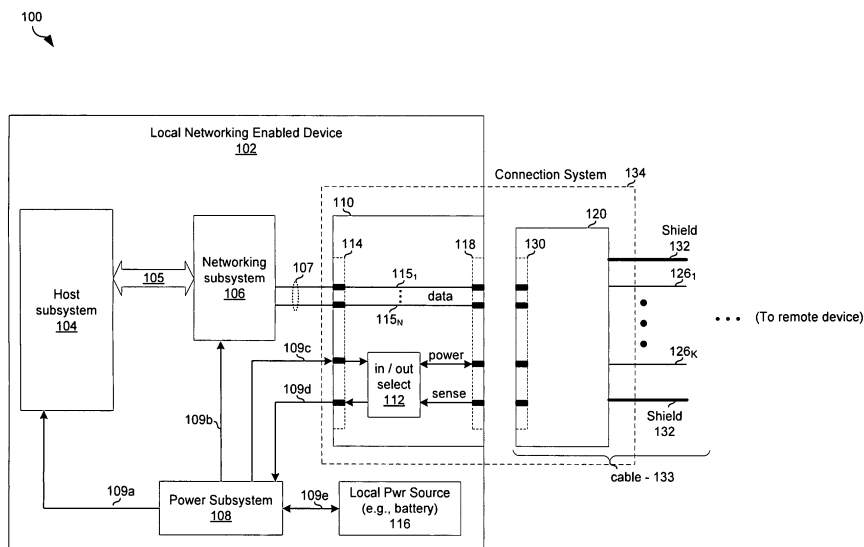 100
Local Networking Enabled Device
102
Connection System
134
110
120
114
118
130
Shield
132
Networking
subsystem
106
107
115₁
126₁
105
data
Host
subsystem
104
115N
• • • (To remote device)
109c
power
126K
in / out
select
112
109d
sense
109b
Shield
132
cable - 133
109a
Power Subsystem
108
109e
Local Pwr Source
(e.g., battery)
116